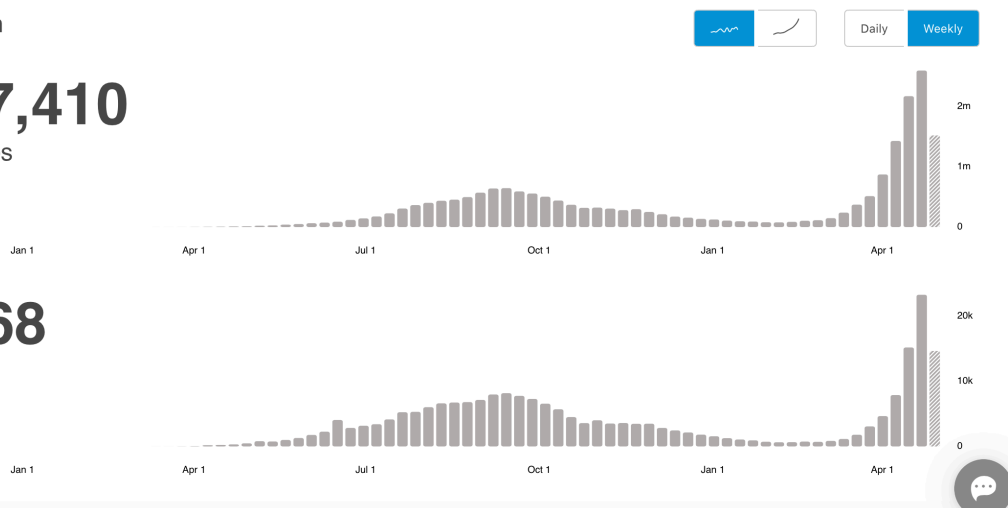 Daily Weekly
7,410
s
2m
1m
0
Jan 1 Apr 1 Jul 1 Oct 1 Jan 1 Apr 1
68
20k
10k
0
Jan 1 Apr 1 Jul 1 Oct 1 Jan 1 Apr 1